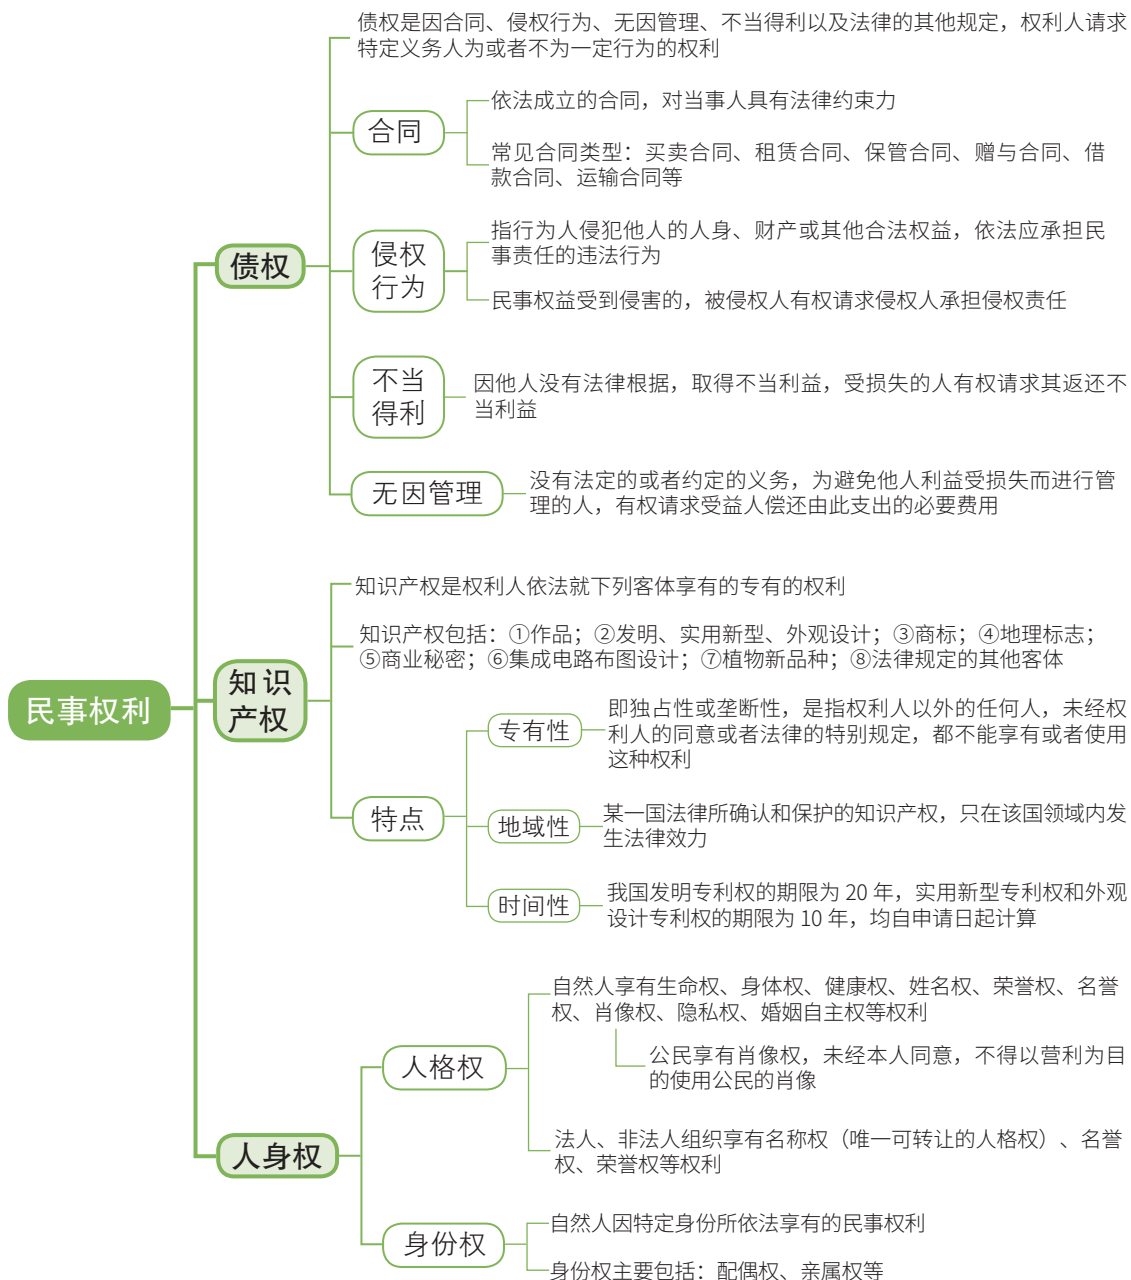 债权是因合同、侵权行为、无因管理、不当得利以及法律的其他规定，权利人请求
特定义务人为或者不为一定行为的权利
合同
依法成立的合同，对当事人具有法律约束力
常见合同类型：买卖合同、租赁合同、保管合同、赠与合同、借
款合同、运输合同等
债权
侵权
行为
指行为人侵犯他人的人身、财产或其他合法权益，依法应承担民
事责任的违法行为
民事权益受到侵害的，被侵权人有权请求侵权人承担侵权责任
不当
得利
因他人没有法律根据，取得不当利益，受损失的人有权请求其返还不
当利益
无因管理
没有法定的或者约定的义务，为避免他人利益受损失而进行管
理的人，有权请求受益人偿还由此支出的必要费用
民事权利
知识
产权
知识产权是权利人依法就下列客体享有的专有的权利
知识产权包括：①作品；②发明、实用新型、外观设计；③商标；④地理标志；
⑤商业秘密；⑥集成电路布图设计；⑦植物新品种；⑧法律规定的其他客体
特点
专有性
即独占性或垄断性，是指权利人以外的任何人，未经权
利人的同意或者法律的特别规定，都不能享有或者使用
这种权利
地域性
某一国法律所确认和保护的知识产权，只在该国领域内发
生法律效力
时间性
我国发明专利权的期限为 20 年，实用新型专利权和外观
设计专利权的期限为 10 年，均自申请日起计算
人身权
人格权
自然人享有生命权、身体权、健康权、姓名权、荣誉权、名誉
权、肖像权、隐私权、婚姻自主权等权利
公民享有肖像权，未经本人同意，不得以营利为目
的使用公民的肖像
法人、非法人组织享有名称权（唯一可转让的人格权）、名誉
权、荣誉权等权利
身份权
自然人因特定身份所依法享有的民事权利
身份权主要包括：配偶权、亲属权等